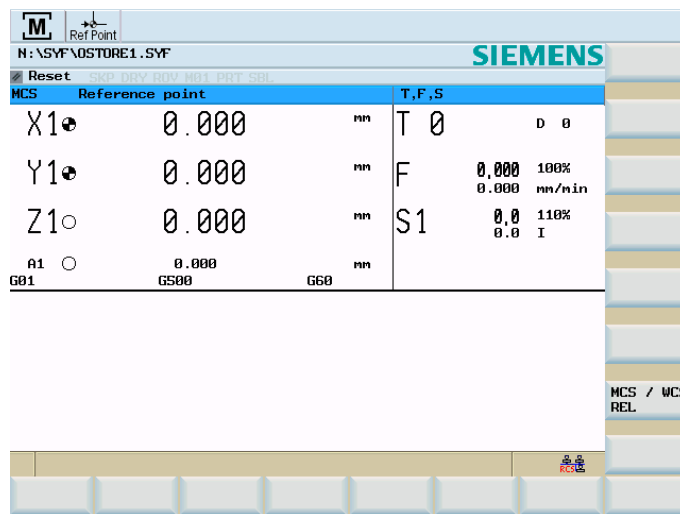 M Ref Point
N:\SYF\OSTORE1.SYF SIEMENS
Reset SKP DRY ROV M01 PRT SBL
MCS Reference point T,F,S
X1 0.000 mm T 0 D 0
Y1 0.000 mm F 0,000 100%
0.000 mm/min
Z1 0.000 mm S1 0,0 110%
0.0 I
A1 0.000 mm
G01 G500 G60
MCS / WCS
REL
RCS